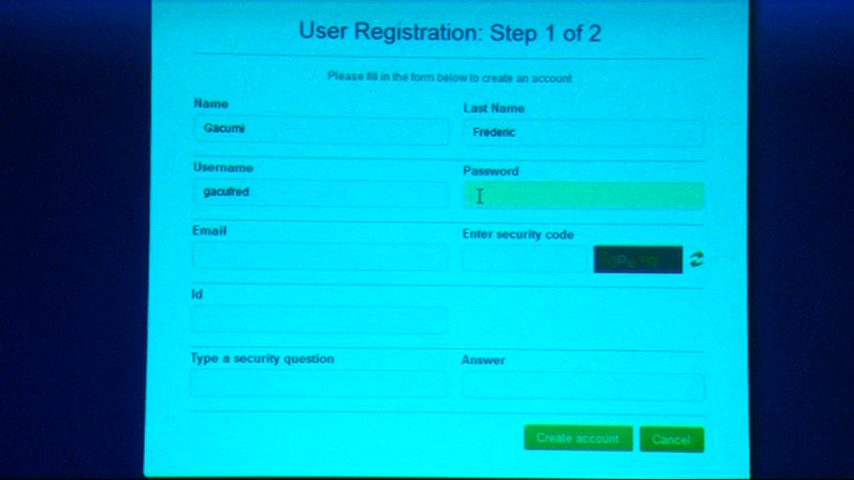 User Registration: Step 1 of 2
Please fill in the form below to create an account
Name
Last Name
Gacumi
Frederic
Username
Password
gacufred
Email
Enter security code
Id
Type a security question
Answer
Create account
Cancel